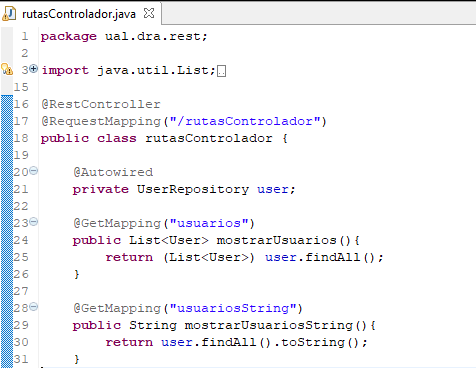 rutasControlador.java
1 package ual.dra.rest;
2
3 import java.util.List;
15
16 @RestController
17 @RequestMapping("/rutasControlador")
18 public class rutasControlador {
19
20 @Autowired
21 private UserRepository user;
22
23 @GetMapping("usuarios")
24 public List<User> mostrarUsuarios(){
25 return (List<User>) user.findAll();
26 }
27
28 @GetMapping("usuariosString")
29 public String mostrarUsuariosString(){
30 return user.findAll().toString();
31 }